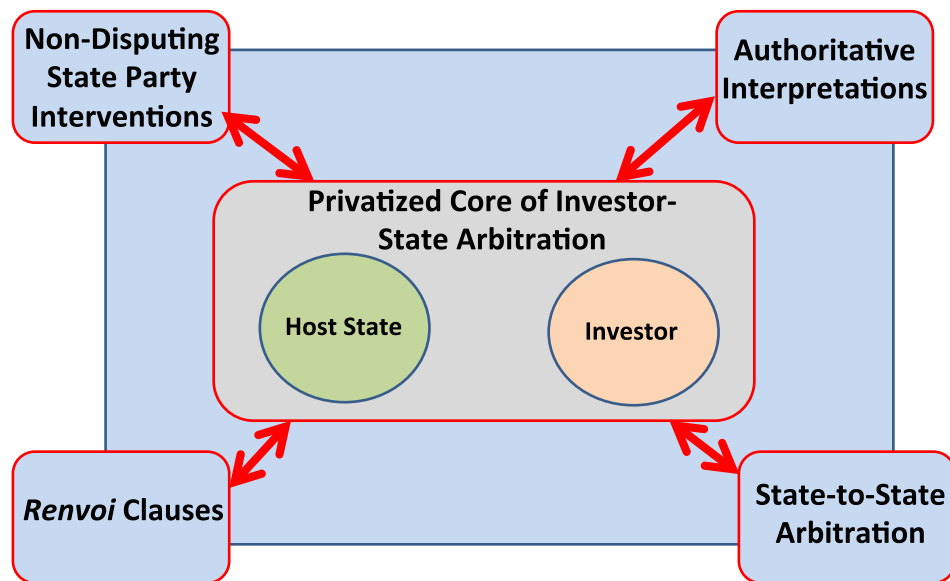 Non-Disputing
State Party
Interventions
Authoritative
Interpretations
Privatized Core of Investor-
State Arbitration
Host State
Investor
Renvoi Clauses
State-to-State
Arbitration